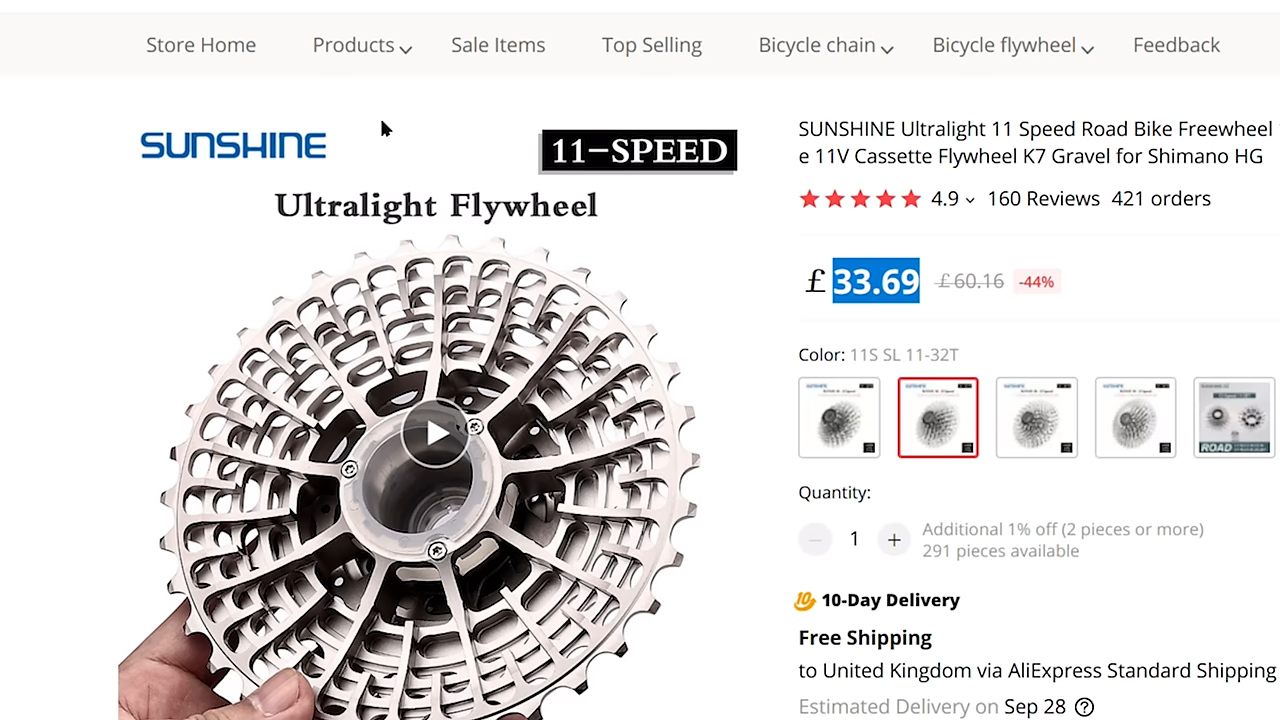 Store Home Products Sale Items Top Selling Bicycle chain Bicycle flywheel Feedback
SUNSHINE
11-SPEED
Ultralight Flywheel
SUNSHINE Ultralight 11 Speed Road Bike Freewheel
e 11V Cassette Flywheel K7 Gravel for Shimano HG
4.9 160 Reviews 421 orders
£33.69 £60.16 -44%
Color: 11S SL 11-32T
SUNSHINE SUNSHINE SUNSHINE SUNSHINE
ROAD
Quantity:
1
Additional 1% off (2 pieces or more)
291 pieces available
10-Day Delivery
Free Shipping
to United Kingdom via AliExpress Standard Shipping
Estimated Delivery on Sep 28